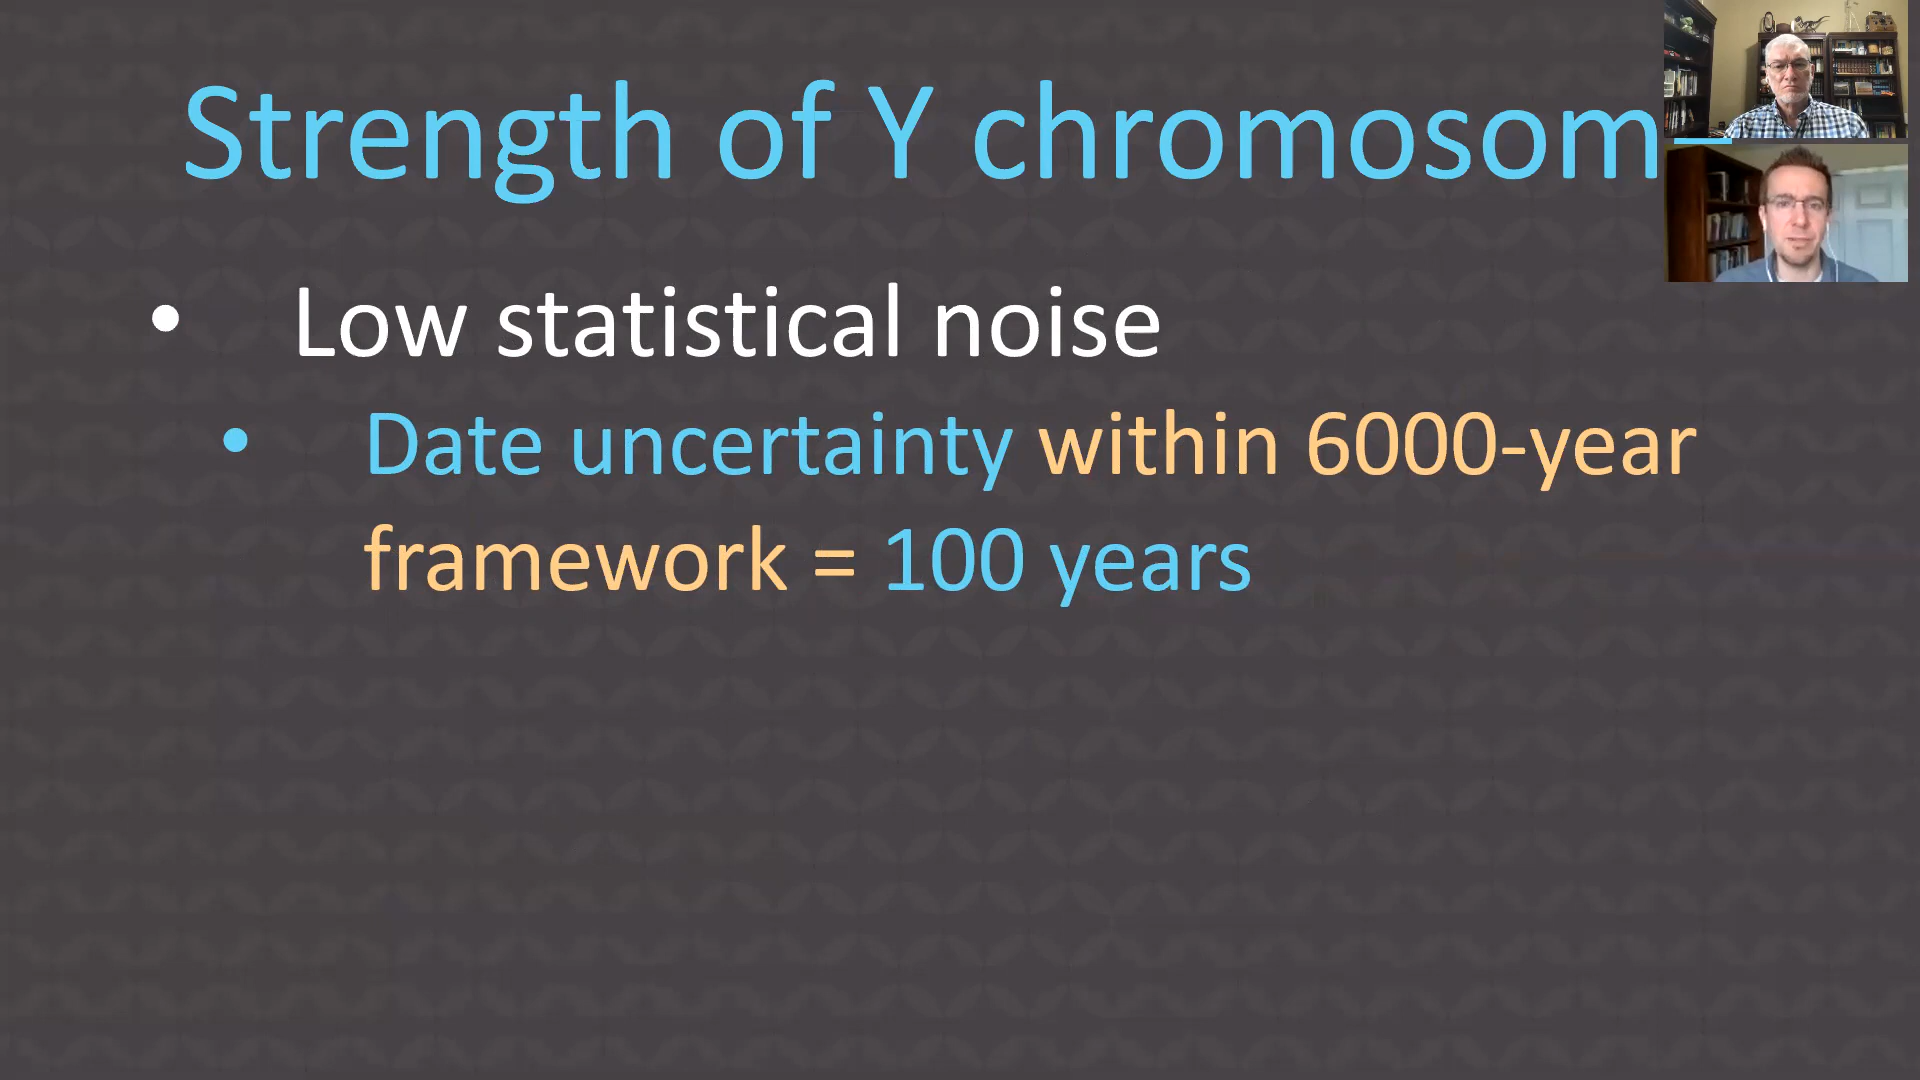 Strength of Y chromosom
• Low statistical noise
• Date uncertainty within 6000-year
framework = 100 years